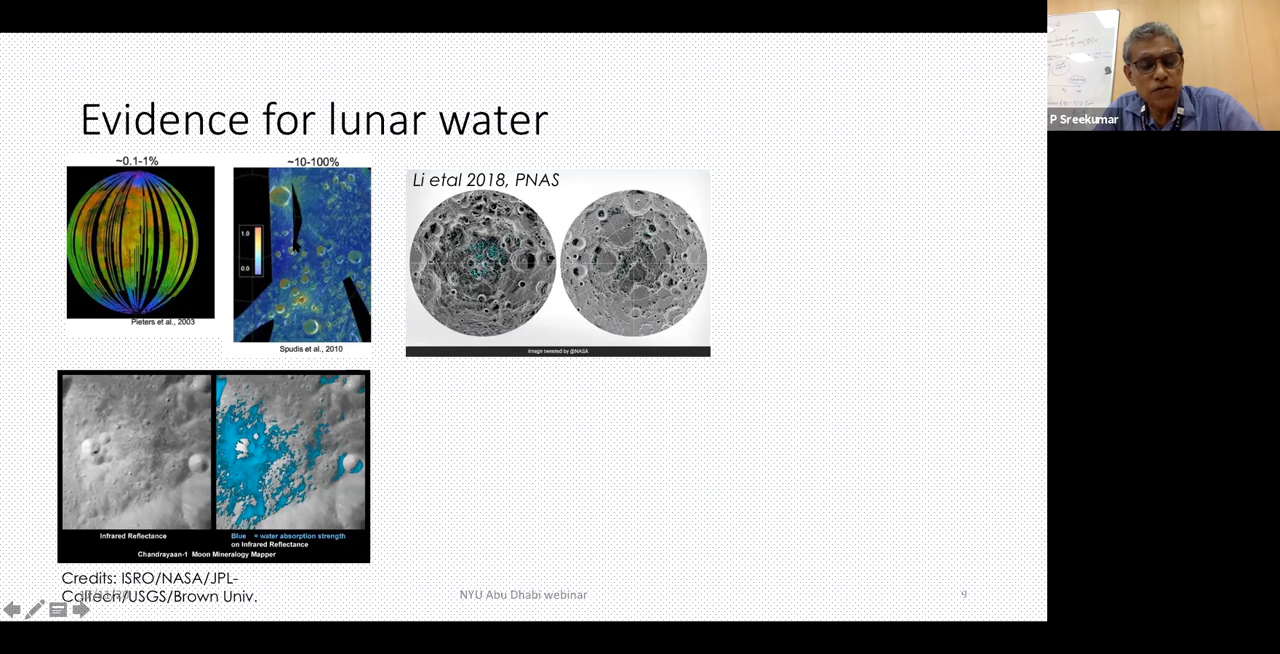 Evidence for lunar water
~0.1-1%
~10-100%
Li etal 2018, PNAS
1.0
0.0
Pieters et al., 2003
Spudis et al., 2010
Image tweeted by @NASA
Infrared Reflectance
Blue = water absorption strength
on Infrared Reflectance
Chandrayaan-1 Moon Mineralogy Mapper
Credits: ISRO/NASA/JPL-
Caltech/USGS/Brown Univ.
NYU Abu Dhabi webinar
9
P Sreekumar